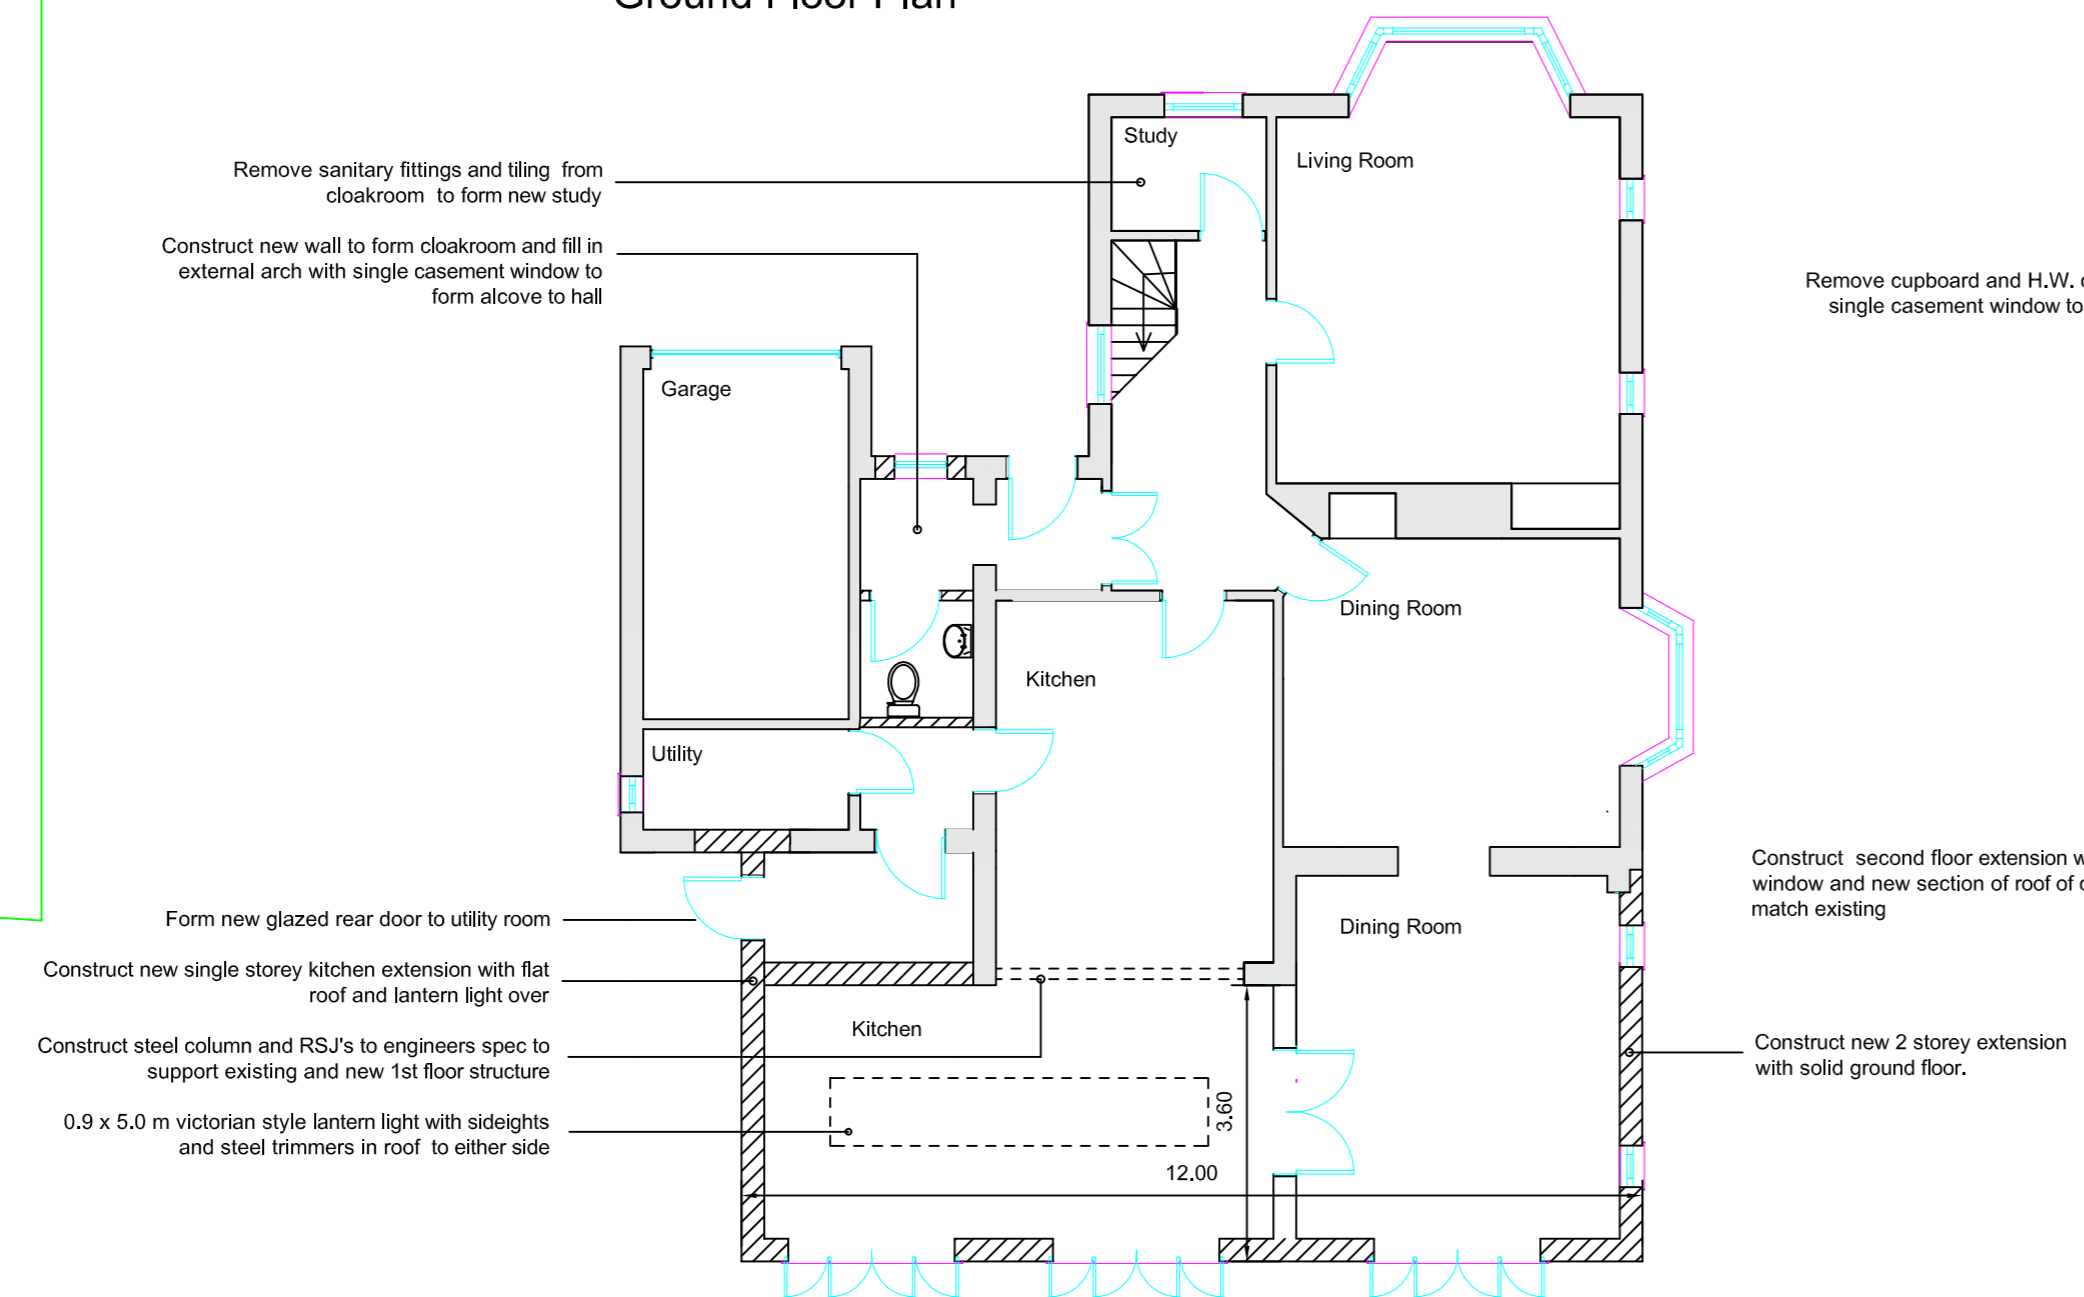 Ground Floor Plan
Study
Living Room
Remove sanitary fittings and tiling from
cloakroom to form new study
Construct new wall to form cloakroom and fill in
external arch with single casement window to
form alcove to hall
Remove cupboard and H.W.
single casement window to
Garage
Dining Room
Kitchen
Utility
Construct second floor extension
window and new section of roof of
match existing
Form new glazed rear door to utility room
Dining Room
Construct new single storey kitchen extension with flat
roof and lantern light over
Kitchen
Construct steel column and RSJ's to engineers spec to
support existing and new 1st floor structure
Construct new 2 storey extension
with solid ground floor.
0.9 x 5.0 m victorian style lantern light with sideights
and steel trimmers in roof to either side
3.60
12.00